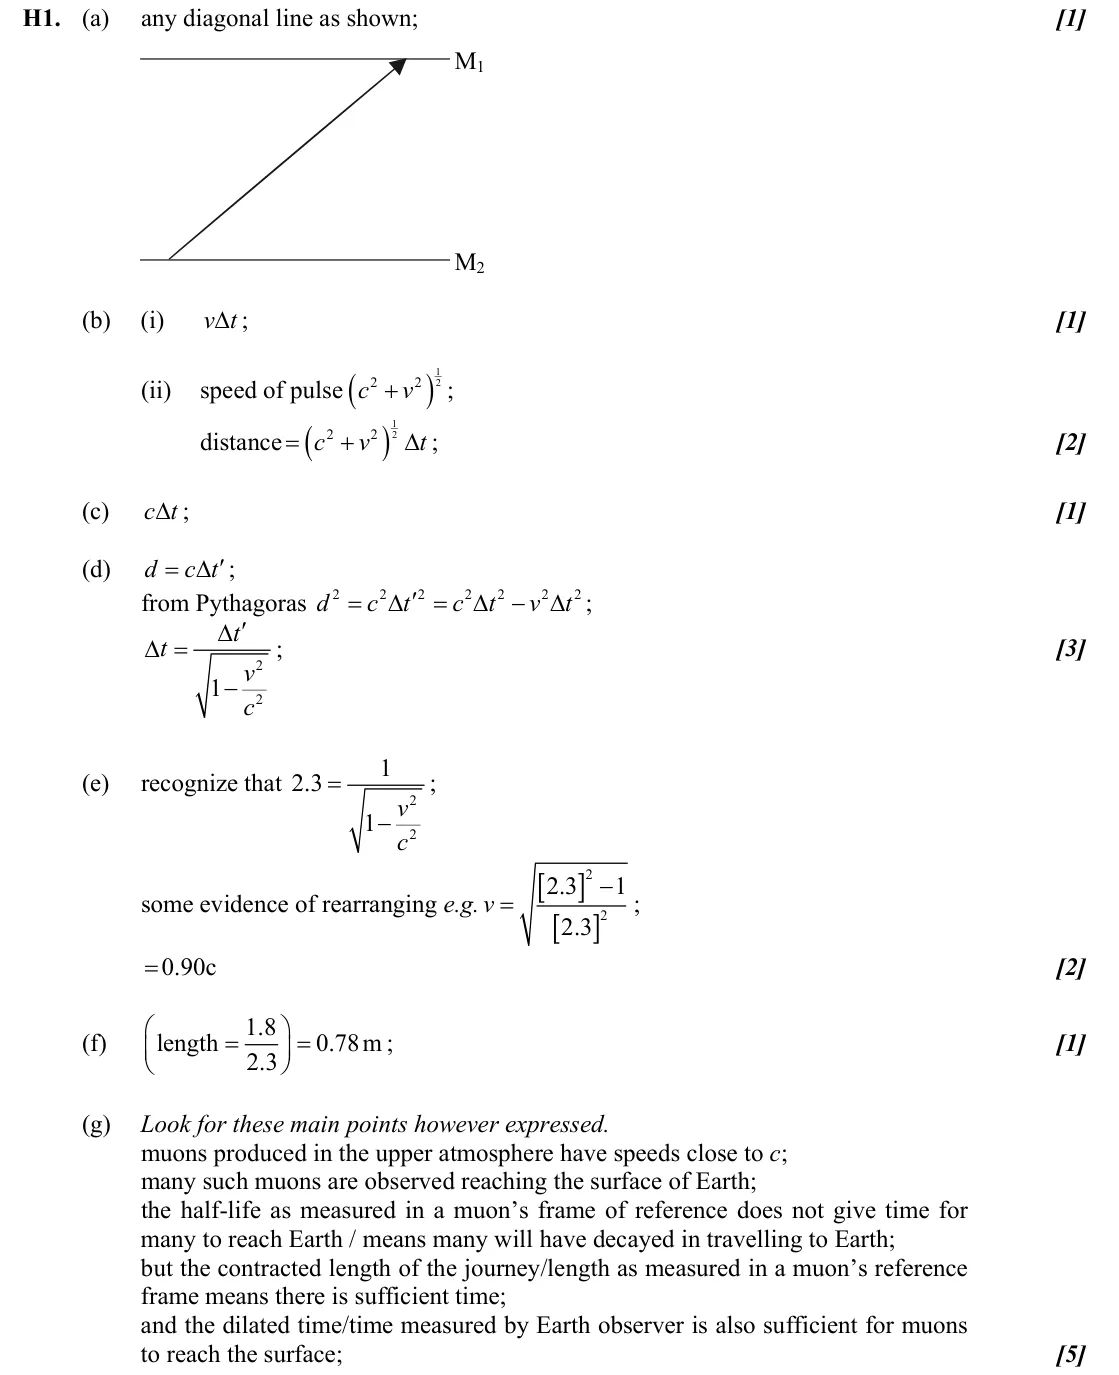 H1. (a) any diagonal line as shown; [1]
M₁
M₂
(b) (i) vΔt ; [1]
(ii) speed of pulse (c² + v²)^½ ;
distance = (c² + v²)^½ Δt ; [2]
(c) cΔt ; [1]
(d) d = cΔt′ ;
from Pythagoras d² = c²Δt′² = c²Δt² − v²Δt² ;
Δt = Δt′ / √(1 − v²/c²) ; [3]
(e) recognize that 2.3 = 1 / √(1 − v²/c²) ;
some evidence of rearranging e.g. v = √([2.3]² − 1 / [2.3]²) ;
= 0.90c [2]
(f) (length = 1.8/2.3) = 0.78 m ; [1]
(g) Look for these main points however expressed.
muons produced in the upper atmosphere have speeds close to c;
many such muons are observed reaching the surface of Earth;
the half-life as measured in a muon’s frame of reference does not give time for
many to reach Earth / means many will have decayed in travelling to Earth;
but the contracted length of the journey/length as measured in a muon’s reference
frame means there is sufficient time;
and the dilated time/time measured by Earth observer is also sufficient for muons
to reach the surface; [5]